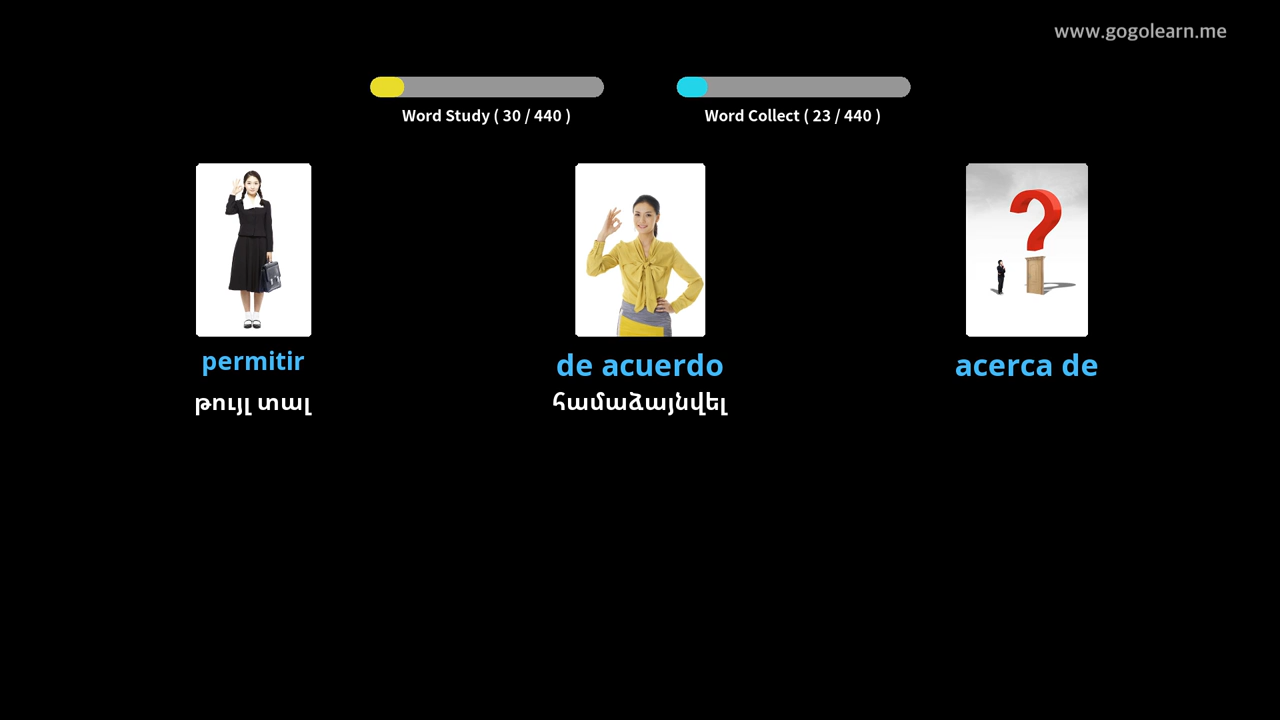 www.gogolearn.me
Word Study ( 30 / 440 )
Word Collect ( 23 / 440 )
permitir
de acuerdo
acerca de
թույլ տալ
համաձայնվել